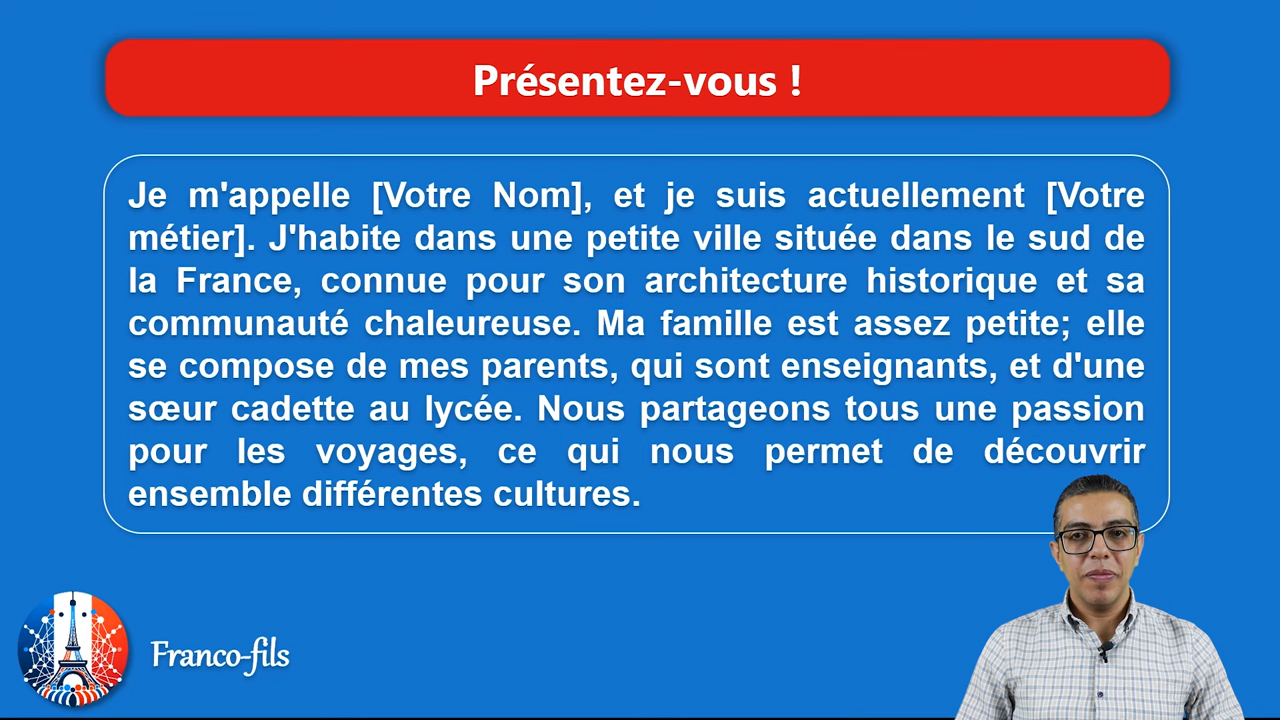 Présentez-vous !
Je m'appelle [Votre Nom], et je suis actuellement [Votre
métier]. J'habite dans une petite ville située dans le sud de
la France, connue pour son architecture historique et sa
communauté chaleureuse. Ma famille est assez petite; elle
se compose de mes parents, qui sont enseignants, et d'une
sœur cadette au lycée. Nous partageons tous une passion
pour les voyages, ce qui nous permet de découvrir
ensemble différentes cultures.
Franco-fils